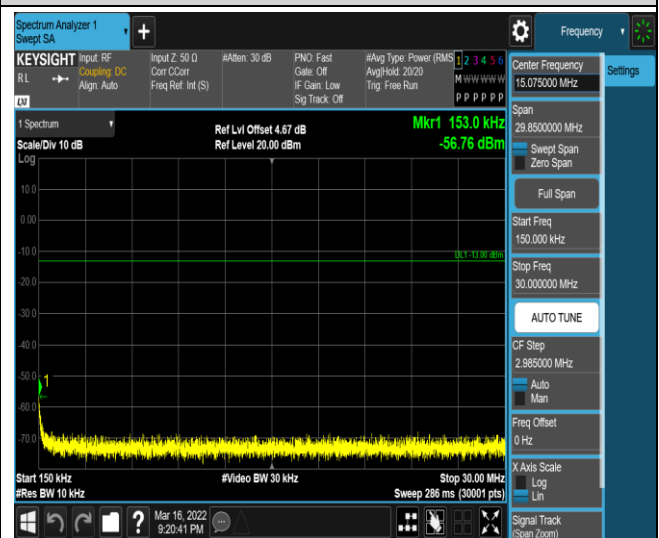 Spectrum Analyzer 1
Swept SA
+
Frequency
Settings
KEYSIGHT
RL
Input: RF
Coupling: DC
Align: Auto
Input Z: 50 Ω
Corr CCorr
Freq Ref: Int (S)
#Atten: 30 dB
PNO: Fast
Gate: Off
IF Gain: Low
Sig Track: Off
#Avg Type: Power (RMS
Avg|Hold: 20/20
Trig: Free Run
1 2 3 4 5 6
M W W W W W
P P P P P P
1 Spectrum
Scale/Div 10 dB
Ref Lvl Offset 4.67 dB
Ref Level 20.00 dBm
Mkr1 153.0 kHz
-56.76 dBm
Log
10.0
0.00
-10.0
DL1 -13.00 dBm
-20.0
-30.0
-40.0
-50.0
1
-60.0
-70.0
Start 150 kHz
#Video BW 30 kHz
Stop 30.00 MHz
#Res BW 10 kHz
Sweep 286 ms (30001 pts)
?
Mar 16, 2022
9:20:41 PM
Center Frequency
15.075000 MHz
Span
29.8500000 MHz
Swept Span
Zero Span
Full Span
Start Freq
150.000 kHz
Stop Freq
30.000000 MHz
AUTO TUNE
CF Step
2.985000 MHz
Auto
Man
Freq Offset
0 Hz
X Axis Scale
Log
Lin
Signal Track
(Span Zoom)